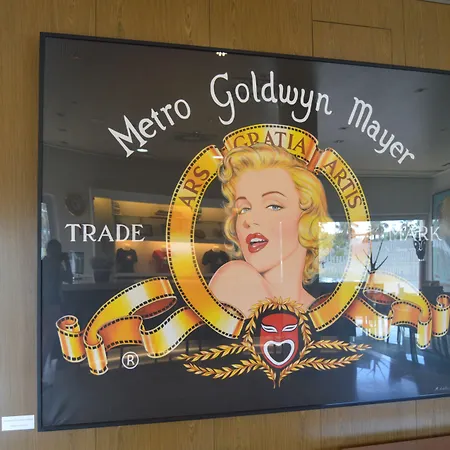 Metro Goldwyn Mayer
ARS GRATIA ARTIS
TRADE MARK
®